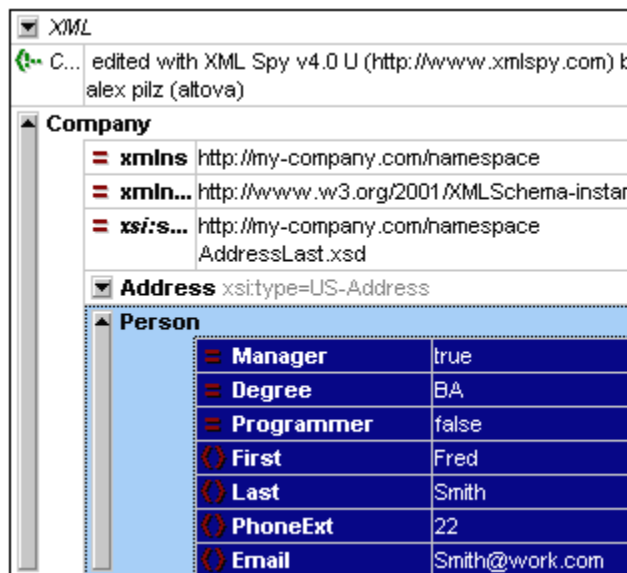 XML
C... edited with XML Spy v4.0 U (http://www.xmlspy.com) b
alex pilz (altova)
Company
xmlns http://my-company.com/namespace
xmln... http://www.w3.org/2001/XMLSchema-instan
xsi:s... http://my-company.com/namespace
AddressLast.xsd
Address xsi:type=US-Address
Person
Manager true
Degree BA
Programmer false
First Fred
Last Smith
PhoneExt 22
Email Smith@work.com